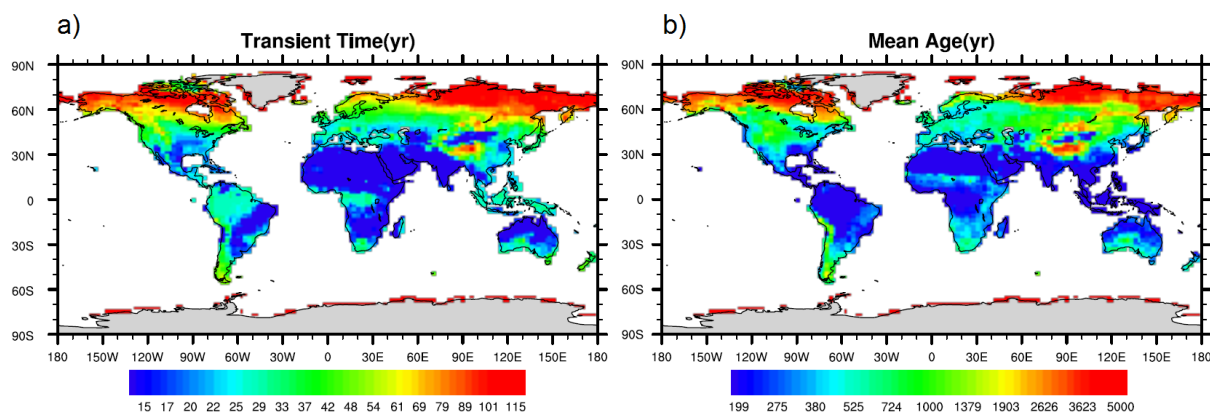 a)
Transient Time(yr)
90N
60N
30N
0
30S
60S
90S
180 150W 120W 90W 60W 30W 0 30E 60E 90E 120E 150E 180
15 17 20 22 25 29 33 37 42 48 54 61 69 78 89 101 115
b)
Mean Age(yr)
90N
60N
30N
0
30S
60S
90S
180 150W 120W 90W 60W 30W 0 30E 60E 90E 120E 150E 180
199 275 380 525 724 1000 1379 1903 2626 3623 5000